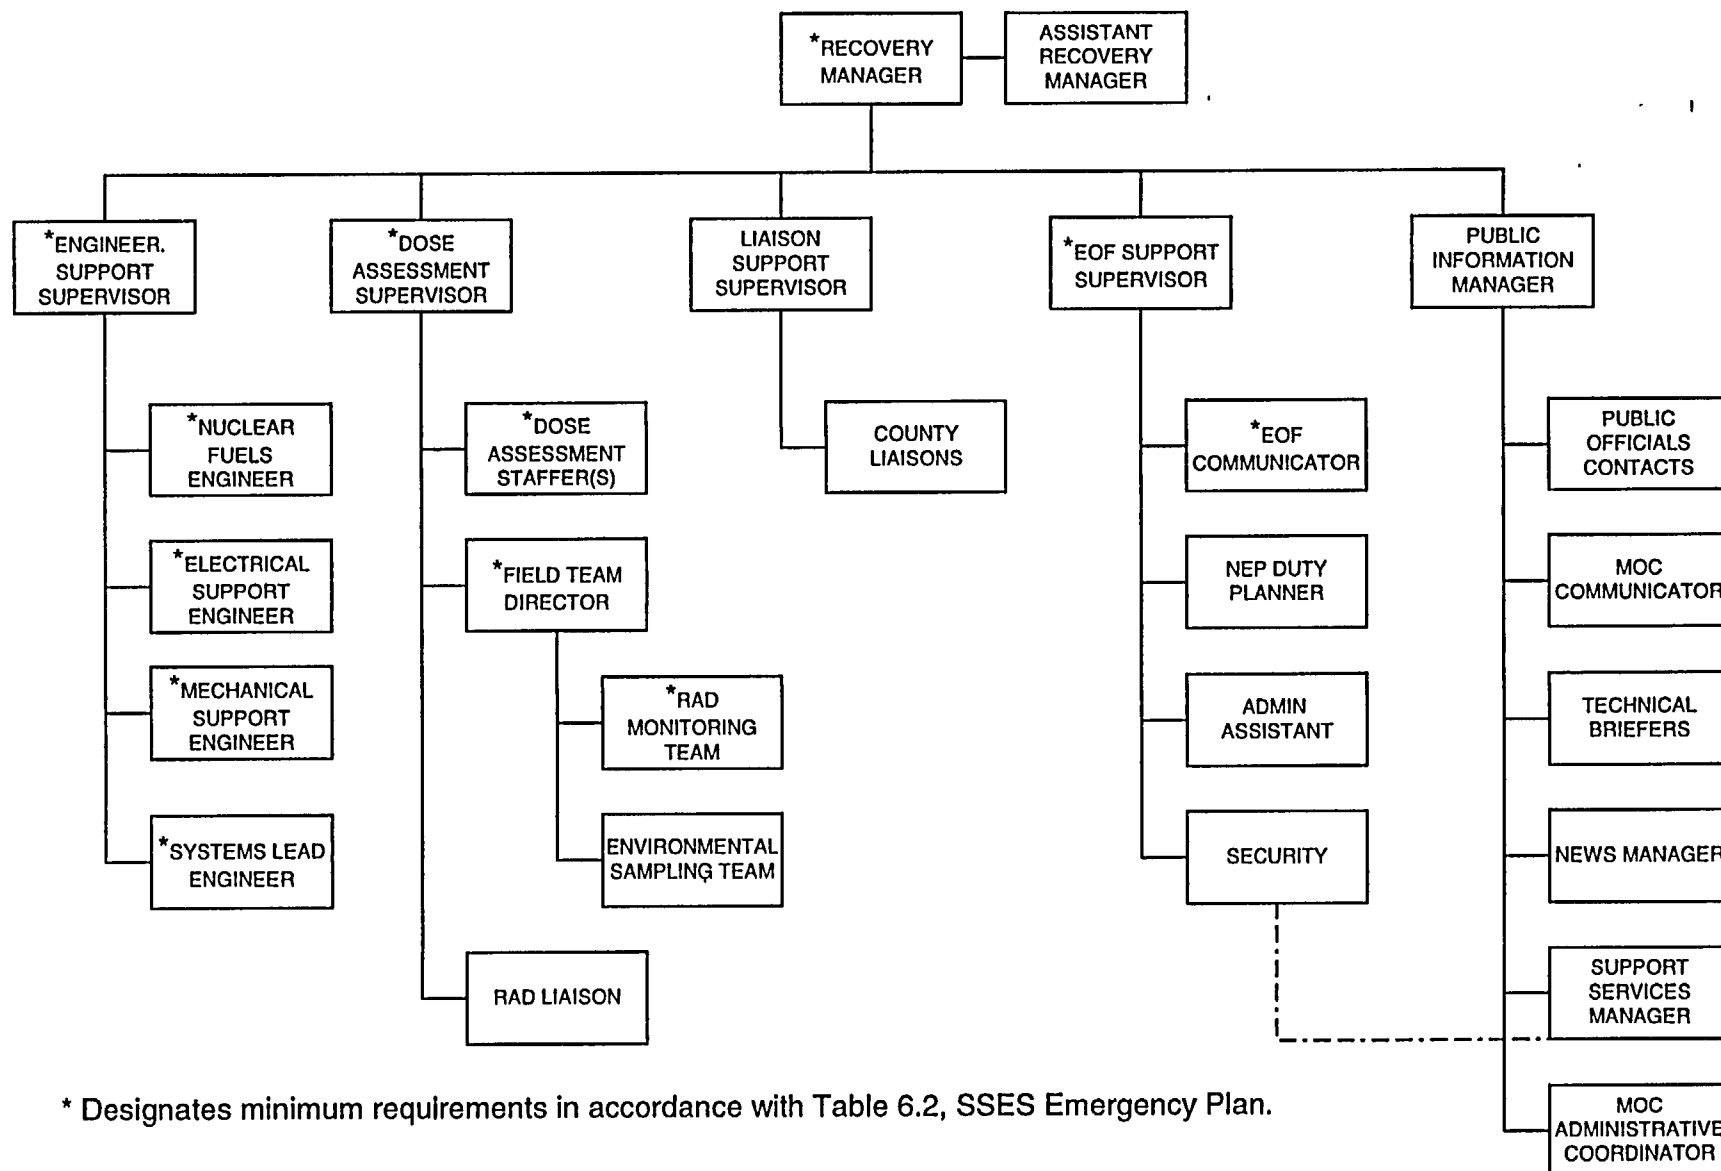 *RECOVERY
MANAGER
ASSISTANT
RECOVERY
MANAGER
*ENGINEER.
SUPPORT
SUPERVISOR
*DOSE
ASSESSMENT
SUPERVISOR
LIAISON
SUPPORT
SUPERVISOR
*EOF SUPPORT
SUPERVISOR
PUBLIC
INFORMATION
MANAGER
*NUCLEAR
FUELS
ENGINEER
*ELECTRICAL
SUPPORT
ENGINEER
*MECHANICAL
SUPPORT
ENGINEER
*SYSTEMS LEAD
ENGINEER
*DOSE
ASSESSMENT
STAFFER(S)
*FIELD TEAM
DIRECTOR
*RAD
MONITORING
TEAM
ENVIRONMENTAL
SAMPLING TEAM
RAD LIAISON
COUNTY
LIAISONS
*EOF
COMMUNICATOR
NEP DUTY
PLANNER
ADMIN
ASSISTANT
SECURITY
PUBLIC
OFFICIALS
CONTACTS
MOC
COMMUNICATOR
TECHNICAL
BRIEFERS
NEWS MANAGER
SUPPORT
SERVICES
MANAGER
MOC
ADMINISTRATIVE
COORDINATOR
* Designates minimum requirements in accordance with Table 6.2, SSES Emergency Plan.